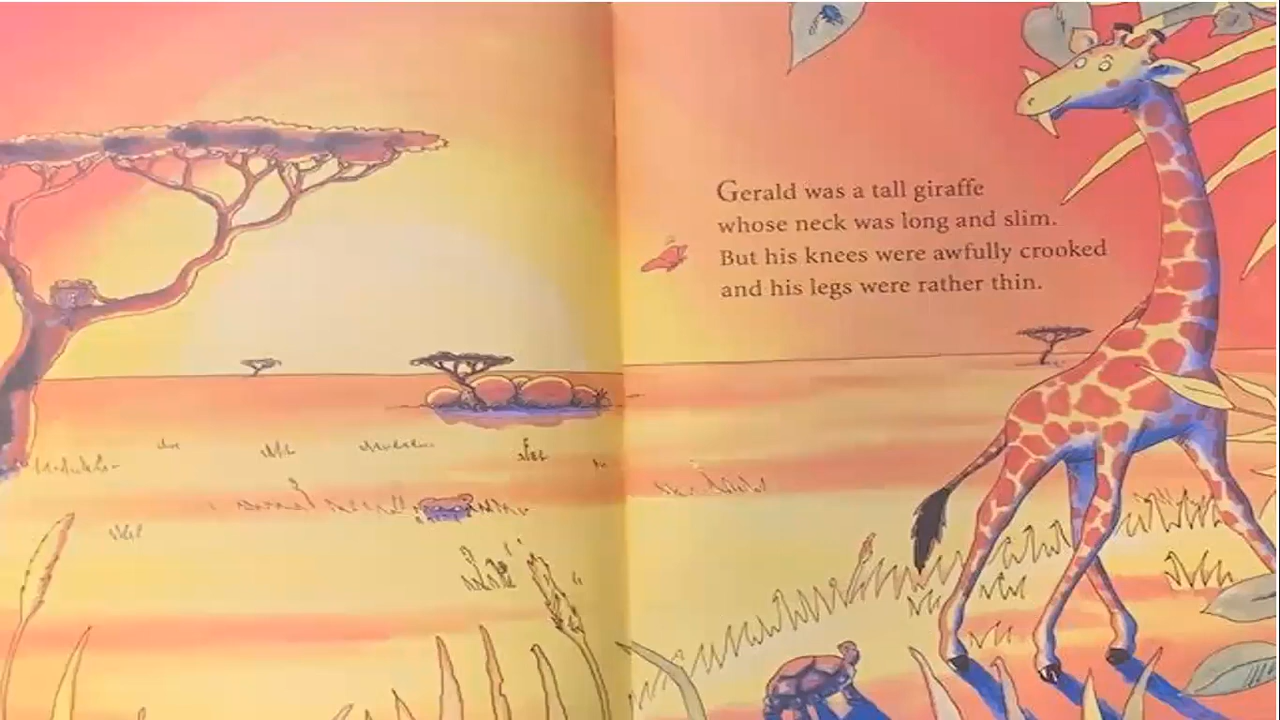 Gerald was a tall giraffe
whose neck was long and slim.
But his knees were awfully crooked
and his legs were rather thin.